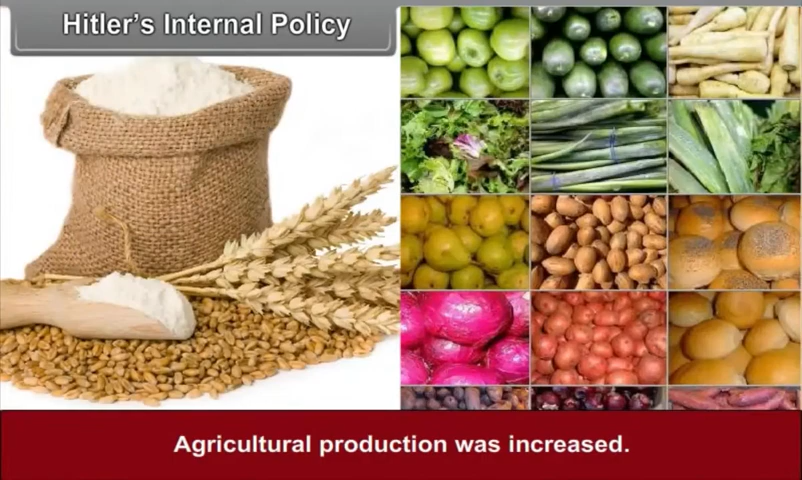 Hitler's Internal Policy
Agricultural production was increased.